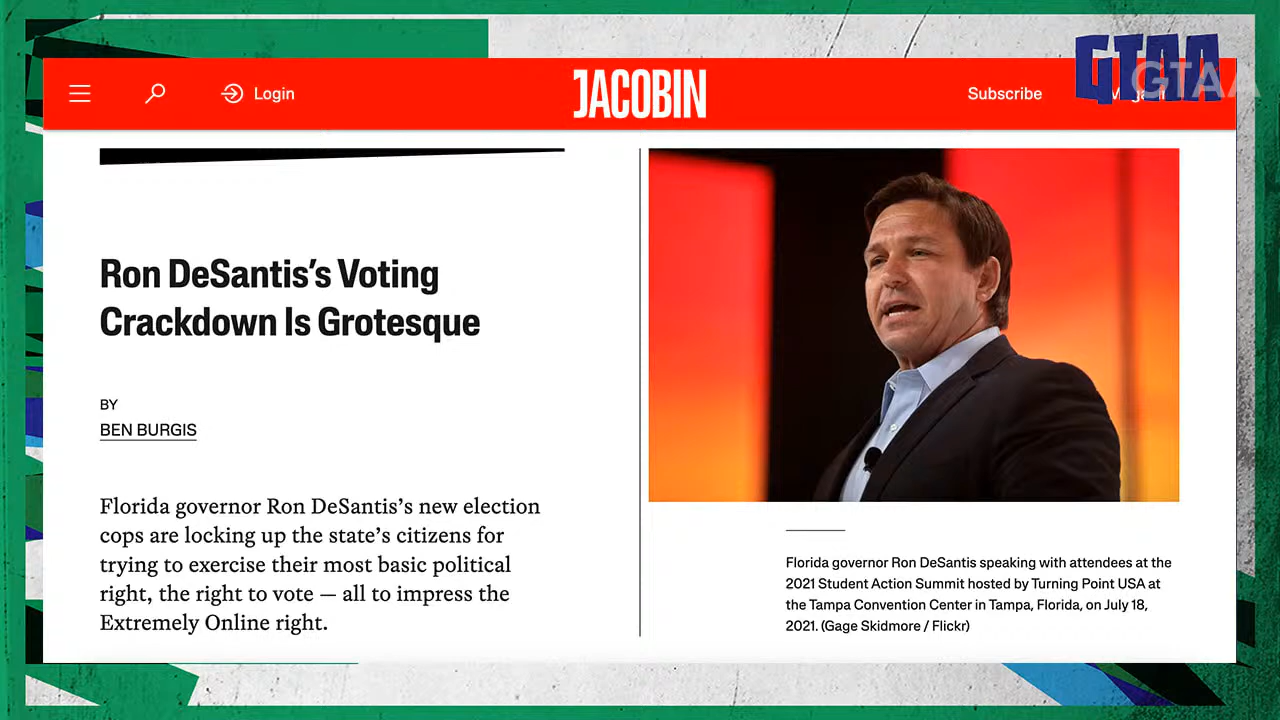 GTAA
GTAA
Login
JACOBIN
Subscribe
Ron DeSantis's Voting
Crackdown Is Grotesque
BY
BEN BURGIS
Florida governor Ron DeSantis's new election
cops are locking up the state's citizens for
trying to exercise their most basic political
right, the right to vote — all to impress the
Extremely Online right.
Florida governor Ron DeSantis speaking with attendees at the
2021 Student Action Summit hosted by Turning Point USA at
the Tampa Convention Center in Tampa, Florida, on July 18,
2021. (Gage Skidmore / Flickr)